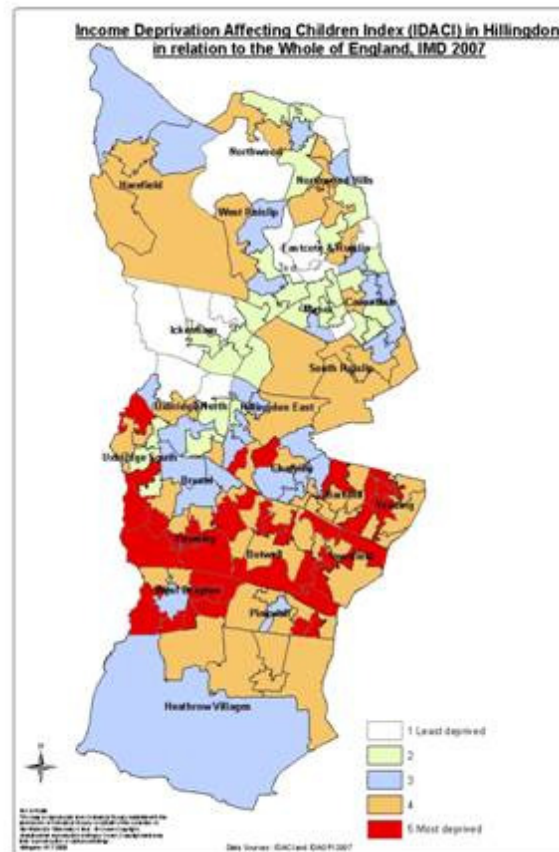 Income Deprivation Affecting Children Index (IDACI) in Hillingdon
in relation to the Whole of England, IMD 2007
Northwood
Harefield
Northwood Hills
West Ruislip
Eastcote & Ruislip
Manor
Cavendish
Ickenham
South Ruislip
Uxbridge North
Hillingdon East
Uxbridge South
Charville
Brunel
Barnhill
Yeading
Yiewsley
Botwell
Townfield
West Drayton
Pinkwell
Heathrow Villages
1 Least deprived
2
3
4
5 Most deprived
Data Sources: IDACI and IDAOPI 2007